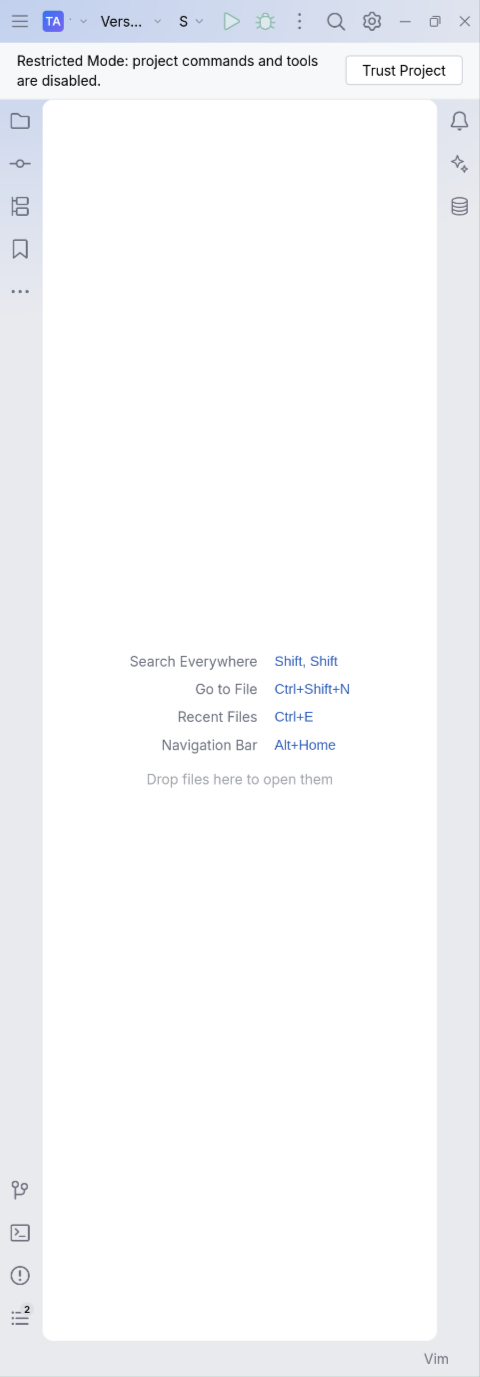 TA Vers... S
Restricted Mode: project commands and tools
are disabled.
Trust Project
Search Everywhere Shift, Shift
Go to File Ctrl+Shift+N
Recent Files Ctrl+E
Navigation Bar Alt+Home
Drop files here to open them
2
Vim